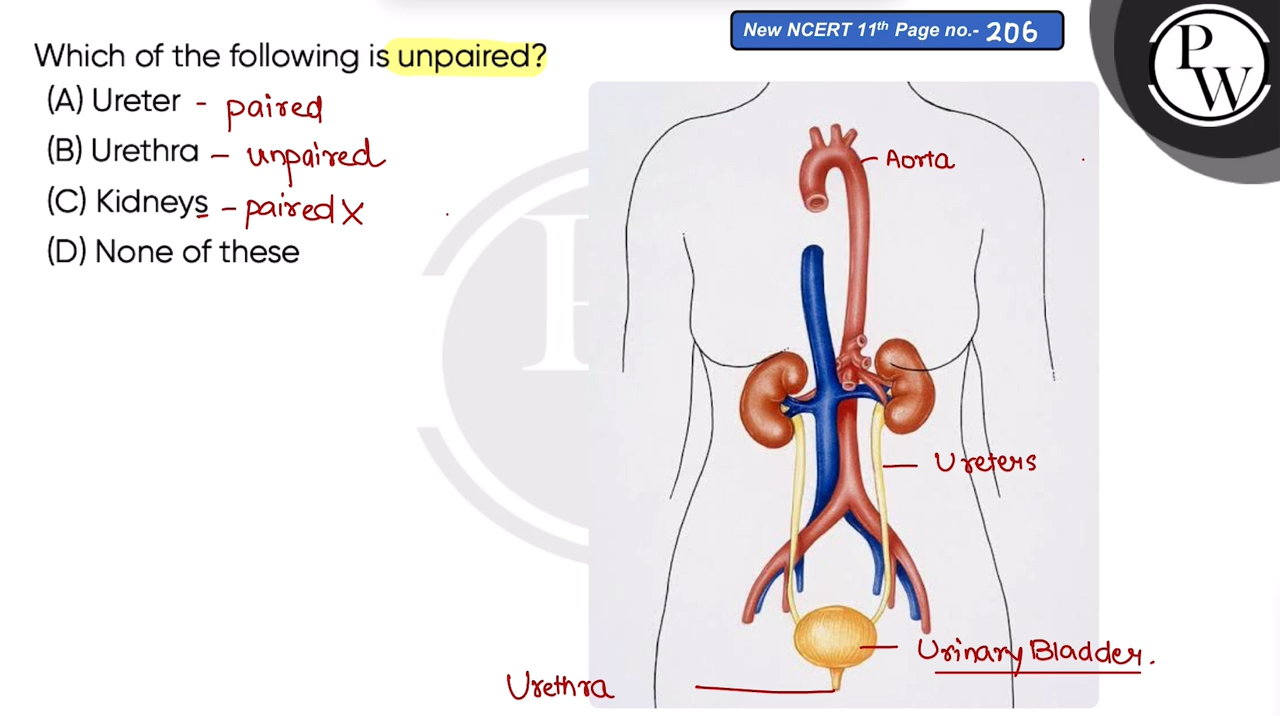 New NCERT 11th Page no.- 206
PW
Which of the following is unpaired?
(A) Ureter - paired
(B) Urethra - unpaired
(C) Kidneys - paired X
(D) None of these
Aorta
Ureters
Urinary Bladder.
Urethra